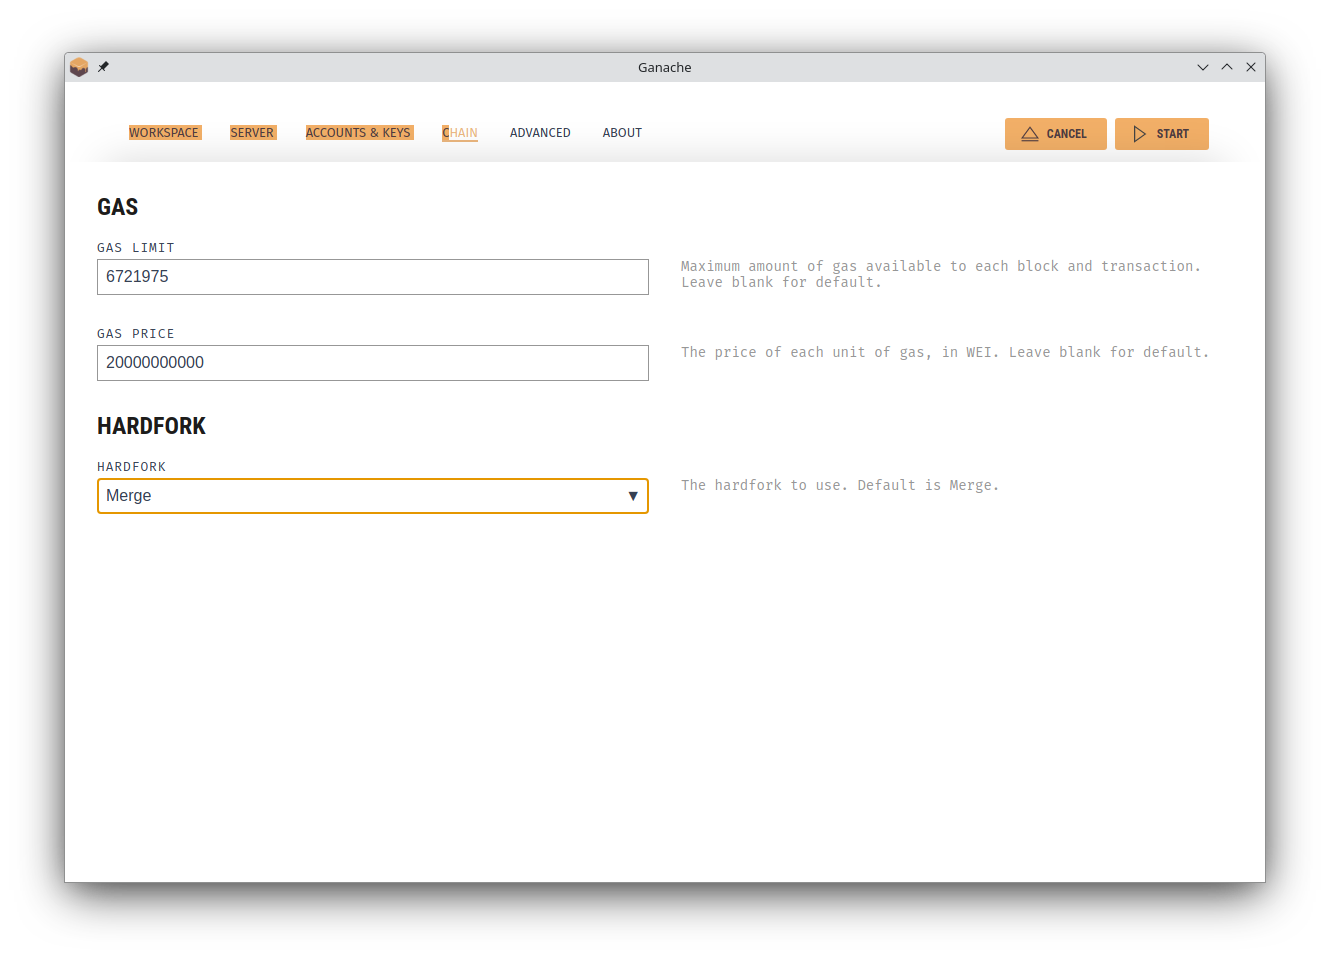 Ganache
WORKSPACE SERVER ACCOUNTS & KEYS CHAIN ADVANCED ABOUT CANCEL START
GAS
GAS LIMIT
6721975
Maximum amount of gas available to each block and transaction.
Leave blank for default.
GAS PRICE
20000000000
The price of each unit of gas, in WEI. Leave blank for default.
HARDFORK
HARDFORK
Merge
The hardfork to use. Default is Merge.